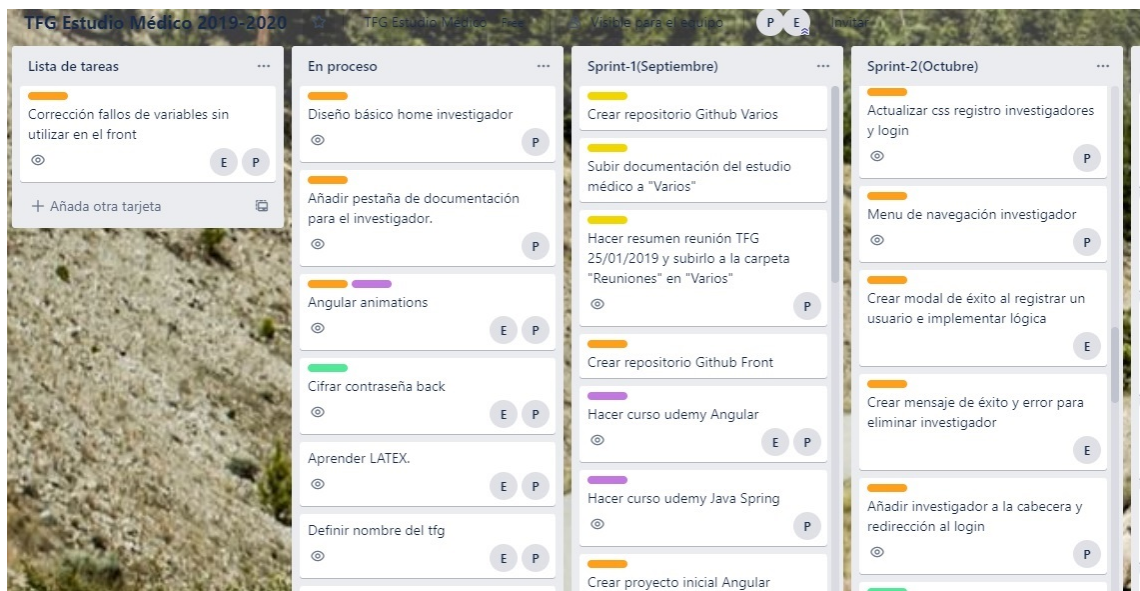 TFG Estudio Médico 2019-2020
TFG Estudio Médico Free
Visible para el equipo
P E
Invitar
Lista de tareas
Corrección fallos de variables sin
utilizar en el front
E P
+ Añada otra tarjeta
En proceso
Diseño básico home investigador
P
Añadir pestaña de documentación
para el investigador.
P
Angular animations
E P
Cifrar contraseña back
E P
Aprender LATEX.
E P
Definir nombre del tfg
E P
Sprint-1(Septiembre)
Crear repositorio Github Varios
Subir documentación del estudio
médico a "Varios"
Hacer resumen reunión TFG
25/01/2019 y subirlo a la carpeta
"Reuniones" en "Varios"
P
Crear repositorio Github Front
Hacer curso udemy Angular
E P
Hacer curso udemy Java Spring
P
Crear proyecto inicial Angular
Sprint-2(Octubre)
Actualizar css registro investigadores
y login
P
Menu de navegación investigador
P
Crear modal de éxito al registrar un
usuario e implementar lógica
E
Crear mensaje de éxito y error para
eliminar investigador
E
Añadir investigador a la cabecera y
redirección al login
P